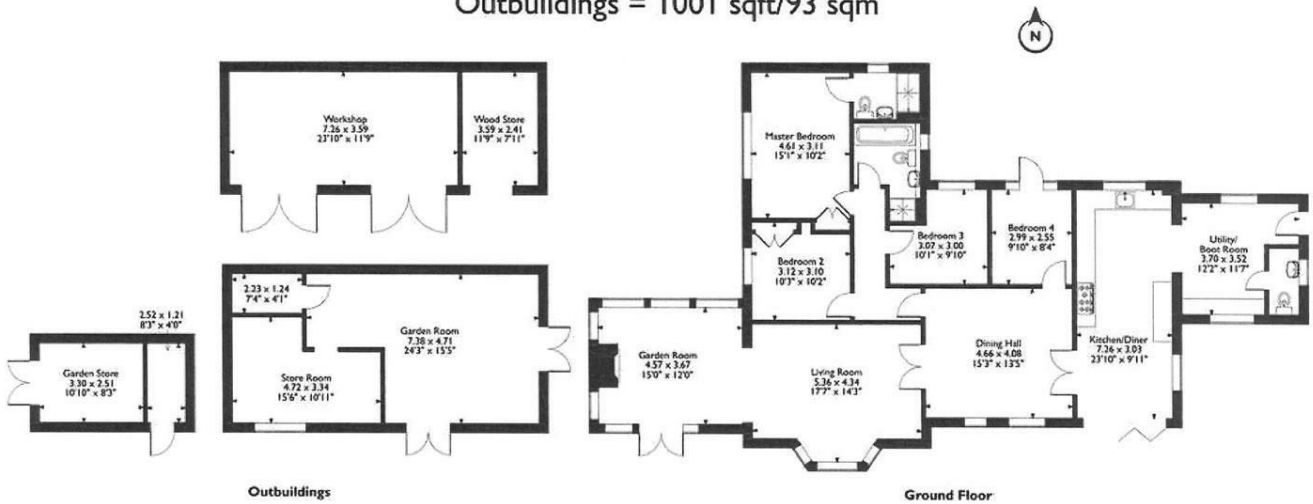 Outbuildings = 1001 sqft/93 sqm
N
Workshop
7.26 x 3.59
23'10" x 11'9"
Wood Store
3.59 x 2.41
11'9" x 7'11"
2.23 x 1.24
7'4" x 4'1"
2.52 x 1.21
8'3" x 4'0"
Garden Store
3.30 x 2.51
10'10" x 8'3"
Garden Room
7.38 x 4.71
24'3" x 15'5"
Store Room
4.72 x 3.34
15'6" x 10'11"
Outbuildings
Master Bedroom
4.61 x 3.11
15'1" x 10'2"
Bedroom 2
3.12 x 3.10
10'3" x 10'2"
Bedroom 3
3.07 x 3.00
10'1" x 9'10"
Bedroom 4
2.99 x 2.55
9'10" x 8'4"
Utility/
Boot Room
3.70 x 3.52
12'2" x 11'7"
Garden Room
4.57 x 3.67
15'0" x 12'0"
Living Room
5.36 x 4.34
17'7" x 14'3"
Dining Hall
4.66 x 4.08
15'3" x 13'5"
Kitchen/Diner
7.26 x 3.03
23'10" x 9'11"
Ground Floor